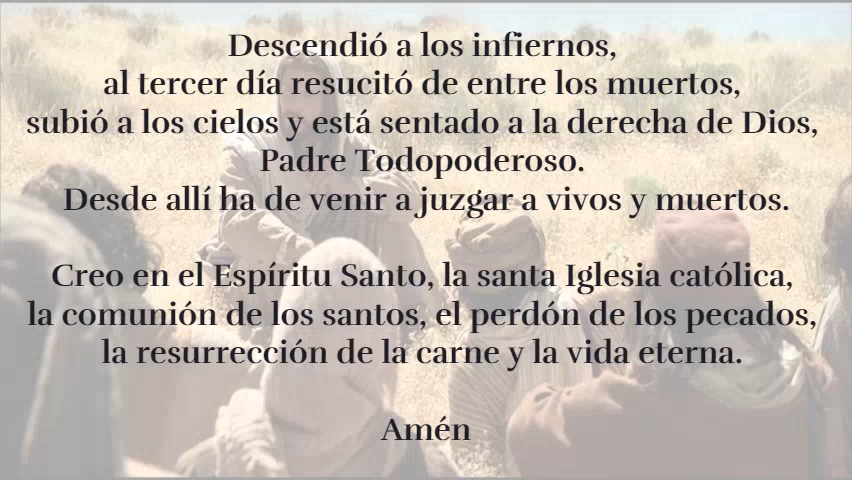 Descendió a los infiernos,
al tercer día resucitó de entre los muertos,
subió a los cielos y está sentado a la derecha de Dios,
Padre Todopoderoso.
Desde allí ha de venir a juzgar a vivos y muertos.
Creo en el Espíritu Santo, la santa Iglesia católica,
la comunión de los santos, el perdón de los pecados,
la resurrección de la carne y la vida eterna.
Amén